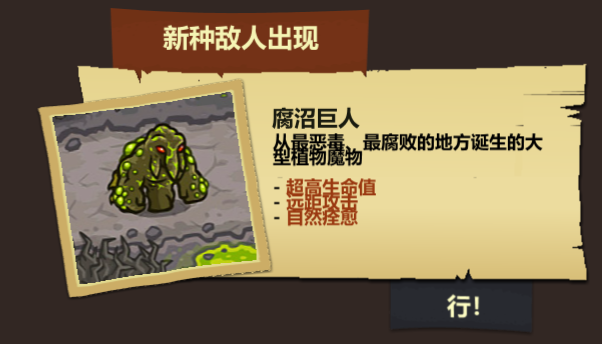 新种敌人出现
腐沼巨人
从最恶毒、最腐败的地方诞生的大
型植物魔物
- 超高生命值
- 远距攻击
- 自然痊愈
行!